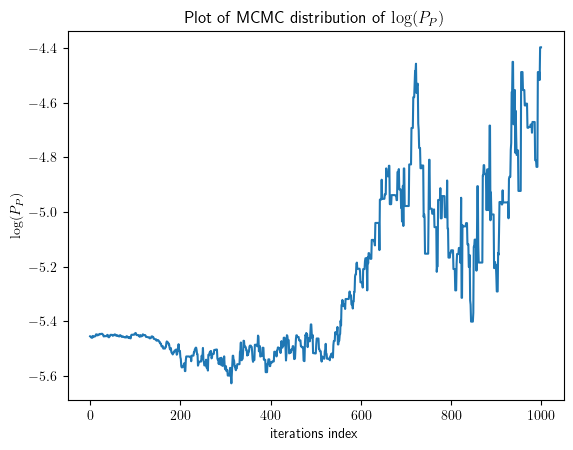 Plot of MCMC distribution of log(P_P)
−4.4
−4.6
−4.8
−5.0
−5.2
−5.4
−5.6
log(P_P)
0 200 400 600 800 1000
iterations index